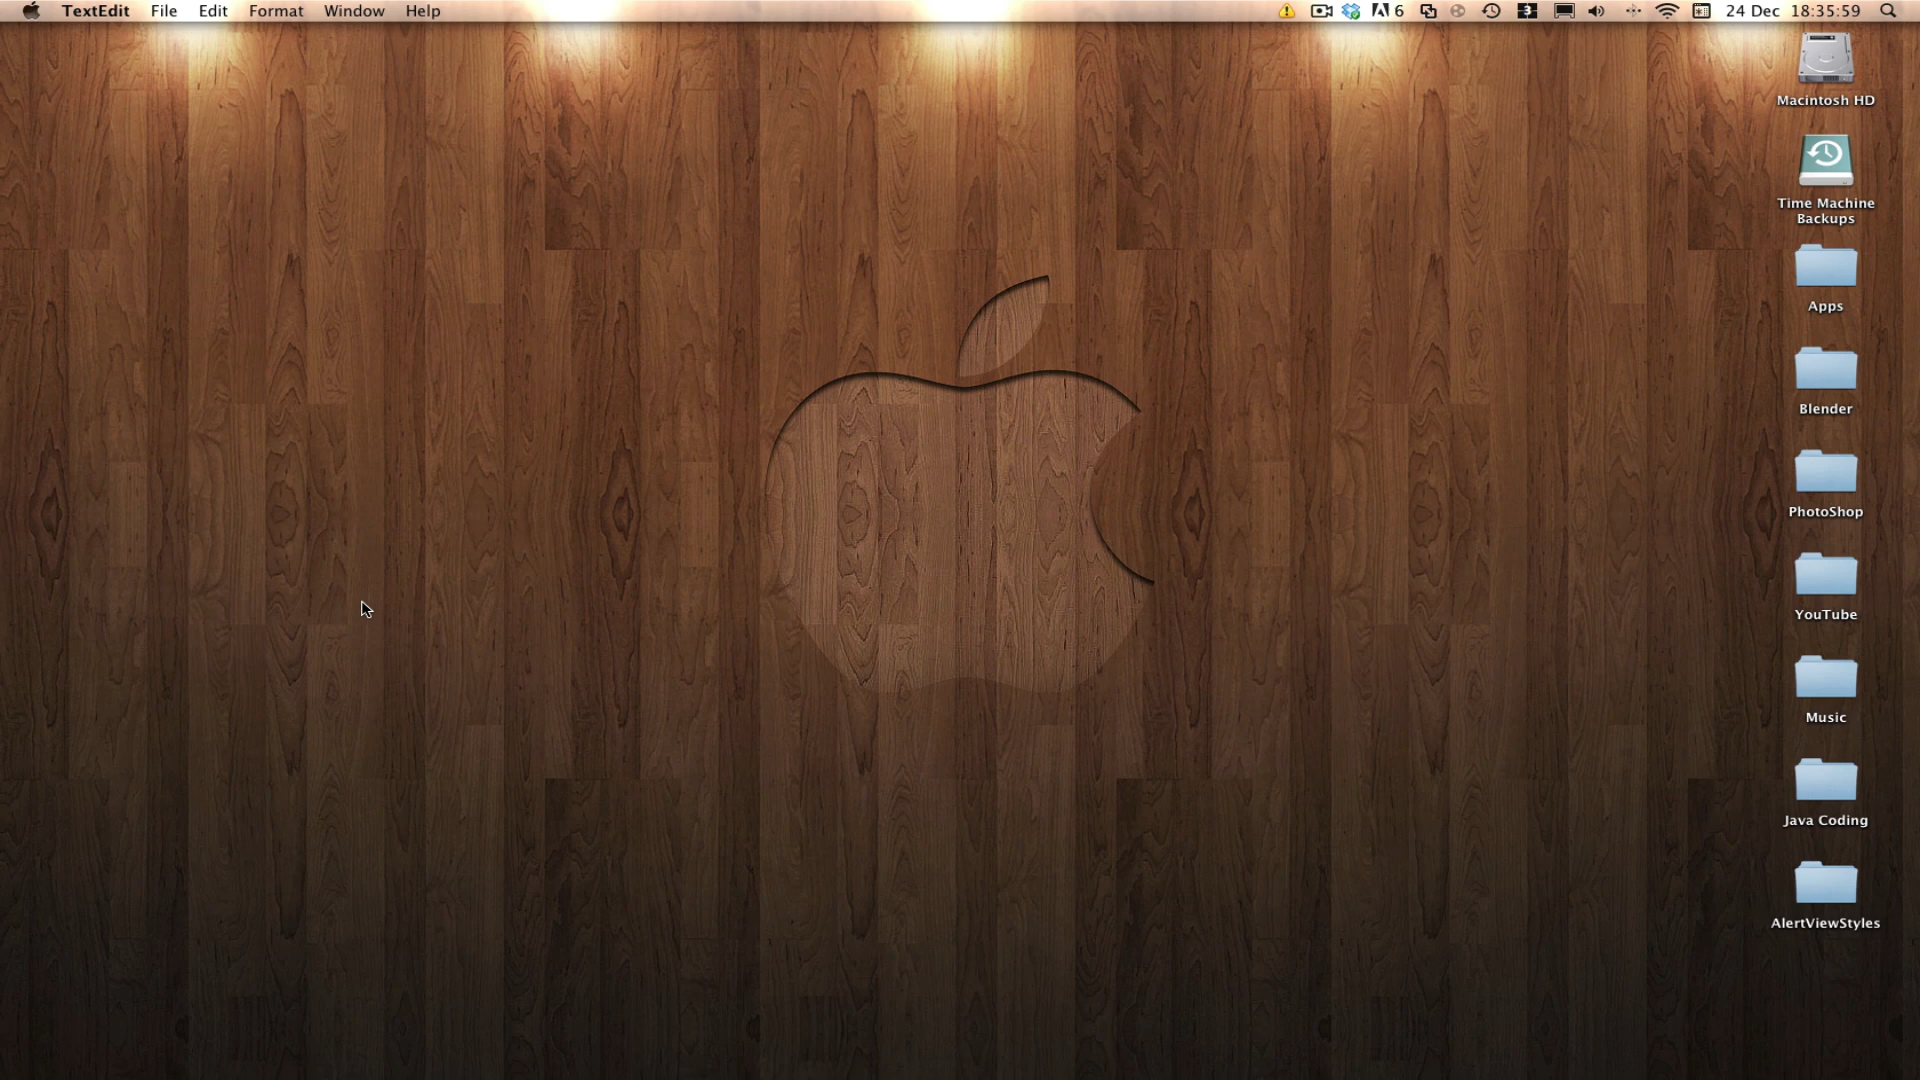 TextEdit File Edit Format Window Help 6 3 24 Dec 18:35:59
Macintosh HD
Time Machine
Backups
Apps
Blender
PhotoShop
YouTube
Music
Java Coding
AlertViewStyles